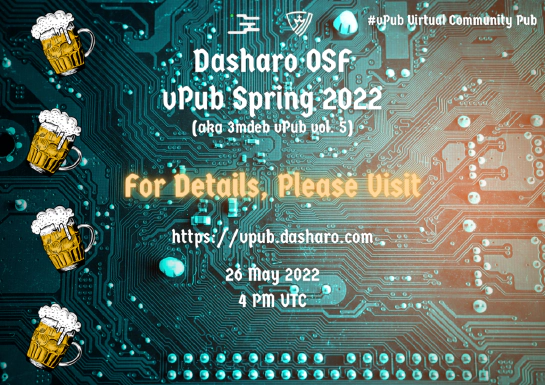 #vPub Virtual Community Pub
Dasharo OSF
vPub Spring 2022
(aka 3mdeb vPub vol. 5)
For Details, Please Visit
https://vpub.dasharo.com
26 May 2022
4 PM UTC